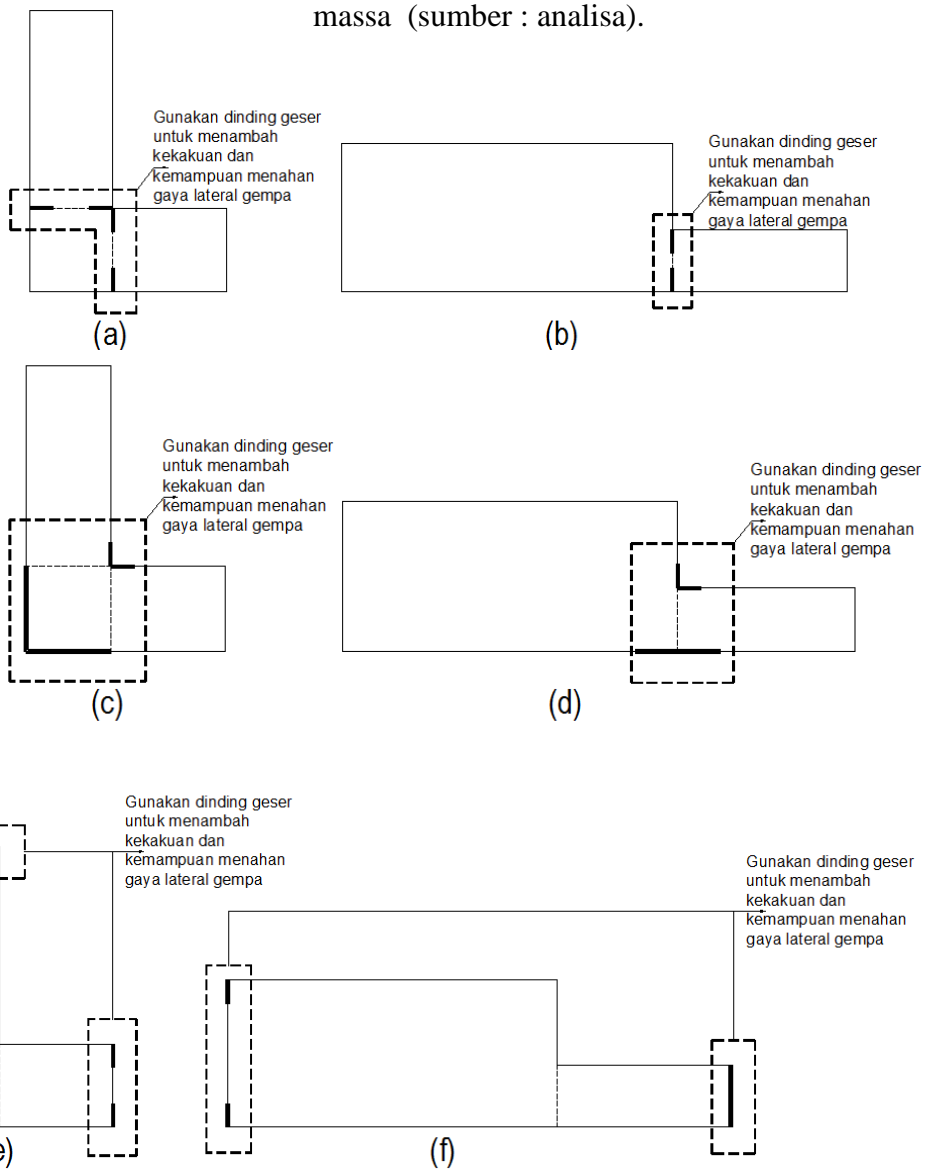 massa (sumber : analisa).
Gunakan dinding geser
untuk menambah
kekakuan dan
kemampuan menahan
gaya lateral gempa
Gunakan dinding geser
untuk menambah
kekakuan dan
kemampuan menahan
gaya lateral gempa
(a)
(b)
Gunakan dinding geser
untuk menambah
kekakuan dan
kemampuan menahan
gaya lateral gempa
Gunakan dinding geser
untuk menambah
kekakuan dan
kemampuan menahan
gaya lateral gempa
(c)
(d)
Gunakan dinding geser
untuk menambah
kekakuan dan
kemampuan menahan
gaya lateral gempa
Gunakan dinding geser
untuk menambah
kekakuan dan
kemampuan menahan
gaya lateral gempa
e)
(f)